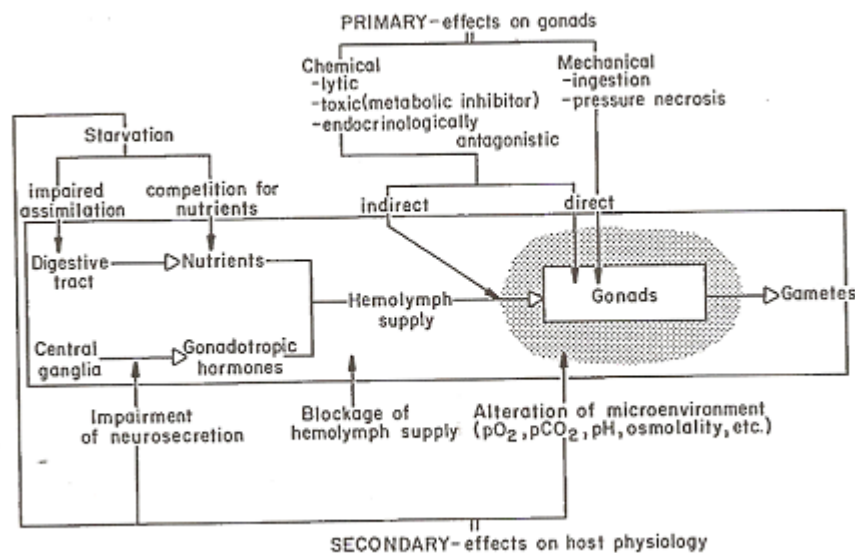 PRIMARY-effects on gonads
Chemical
-lytic
-toxic(metabolic inhibitor)
-endocrinologically
antagonistic
Mechanical
-ingestion
-pressure necrosis
Starvation
impaired
assimilation
competition for
nutrients
indirect
direct
Digestive
tract
Nutrients
Hemolymph
supply
Gonads
Gametes
Central
ganglia
Gonadotropic
hormones
Impairment
of neurosecretion
Blockage of
hemolymph supply
Alteration of microenvironment
(pO2,pCO2,pH,osmolality,etc.)
SECONDARY-effects on host physiology